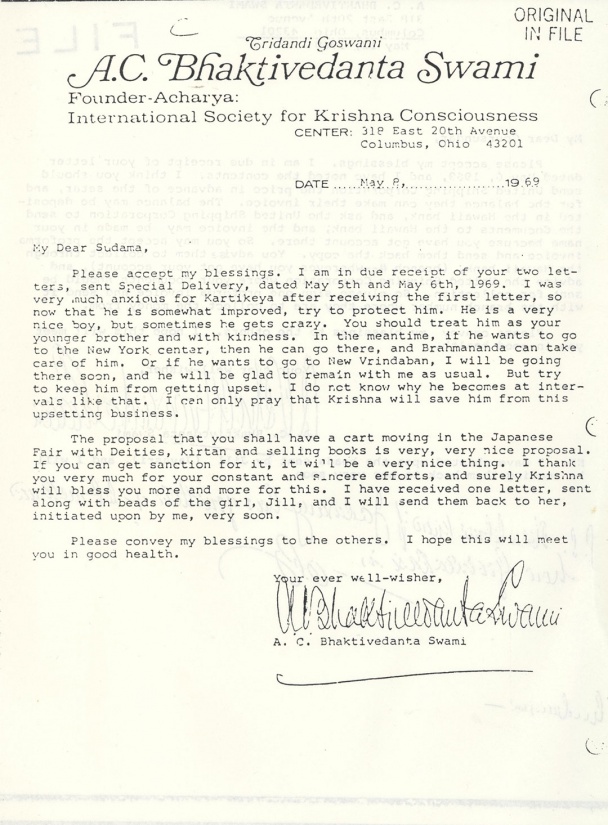 ORIGINAL
IN FILE
Tridandi Goswami
A.C. Bhaktivedanta Swami
Founder-Acharya:
International Society for Krishna Consciousness
CENTER: 318 East 20th Avenue
Columbus, Ohio 43201
DATE .....May 8,......................1969
My Dear Sudama,
Please accept my blessings. I am in due receipt of your two let-
ters, sent Special Delivery, dated May 5th and May 6th, 1969. I was
very much anxious for Kartikeya after receiving the first letter, so
now that he is somewhat improved, try to protect him. He is a very
nice boy, but sometimes he gets crazy. You should treat him as your
younger brother and with kindness. In the meantime, if he wants to go
to the New York center, then he can go there, and Brahmananda can take
care of him. Or if he wants to go to New Vrindaban, I will be going
there soon, and he will be glad to remain with me as usual. But try
to keep him from getting upset. I do not know why he becomes at inter-
vals like that. I can only pray that Krishna will save him from this
upsetting business.
The proposal that you shall have a cart moving in the Japanese
Fair with Deities, kirtan and selling books is very, very nice proposal.
If you can get sanction for it, it will be a very nice thing. I thank
you very much for your constant and sincere efforts, and surely Krishna
will bless you more and more for this. I have received one letter, sent
along with beads of the girl, Jill, and I will send them back to her,
initiated upon by me, very soon.
Please convey my blessings to the others. I hope this will meet
you in good health.
Your ever well-wisher,
A C Bhaktivedanta Swami
A. C. Bhaktivedanta Swami